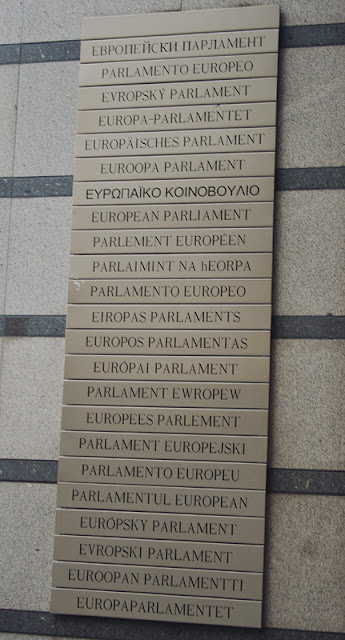 ЕВРОПЕЙСКИ ПАРЛАМЕНТ
PARLAMENTO EUROPEO
EVROPSKÝ PARLAMENT
EUROPA-PARLAMENTET
EUROPÄISCHES PARLAMENT
EUROOPA PARLAMENT
ΕΥΡΩΠΑΪΚΟ ΚΟΙΝΟΒΟΥΛΙΟ
EUROPEAN PARLIAMENT
PARLEMENT EUROPÉEN
PARLAIMINT NA hEORPA
PARLAMENTO EUROPEO
EIROPAS PARLAMENTS
EUROPOS PARLAMENTAS
EURÓPAI PARLAMENT
PARLAMENT EWROPEW
EUROPEES PARLEMENT
PARLAMENT EUROPEJSKI
PARLAMENTO EUROPEU
PARLAMENTUL EUROPEAN
EURÓPSKY PARLAMENT
EVROPSKI PARLAMENT
EUROOPAN PARLAMENTTI
EUROPAPARLAMENTET